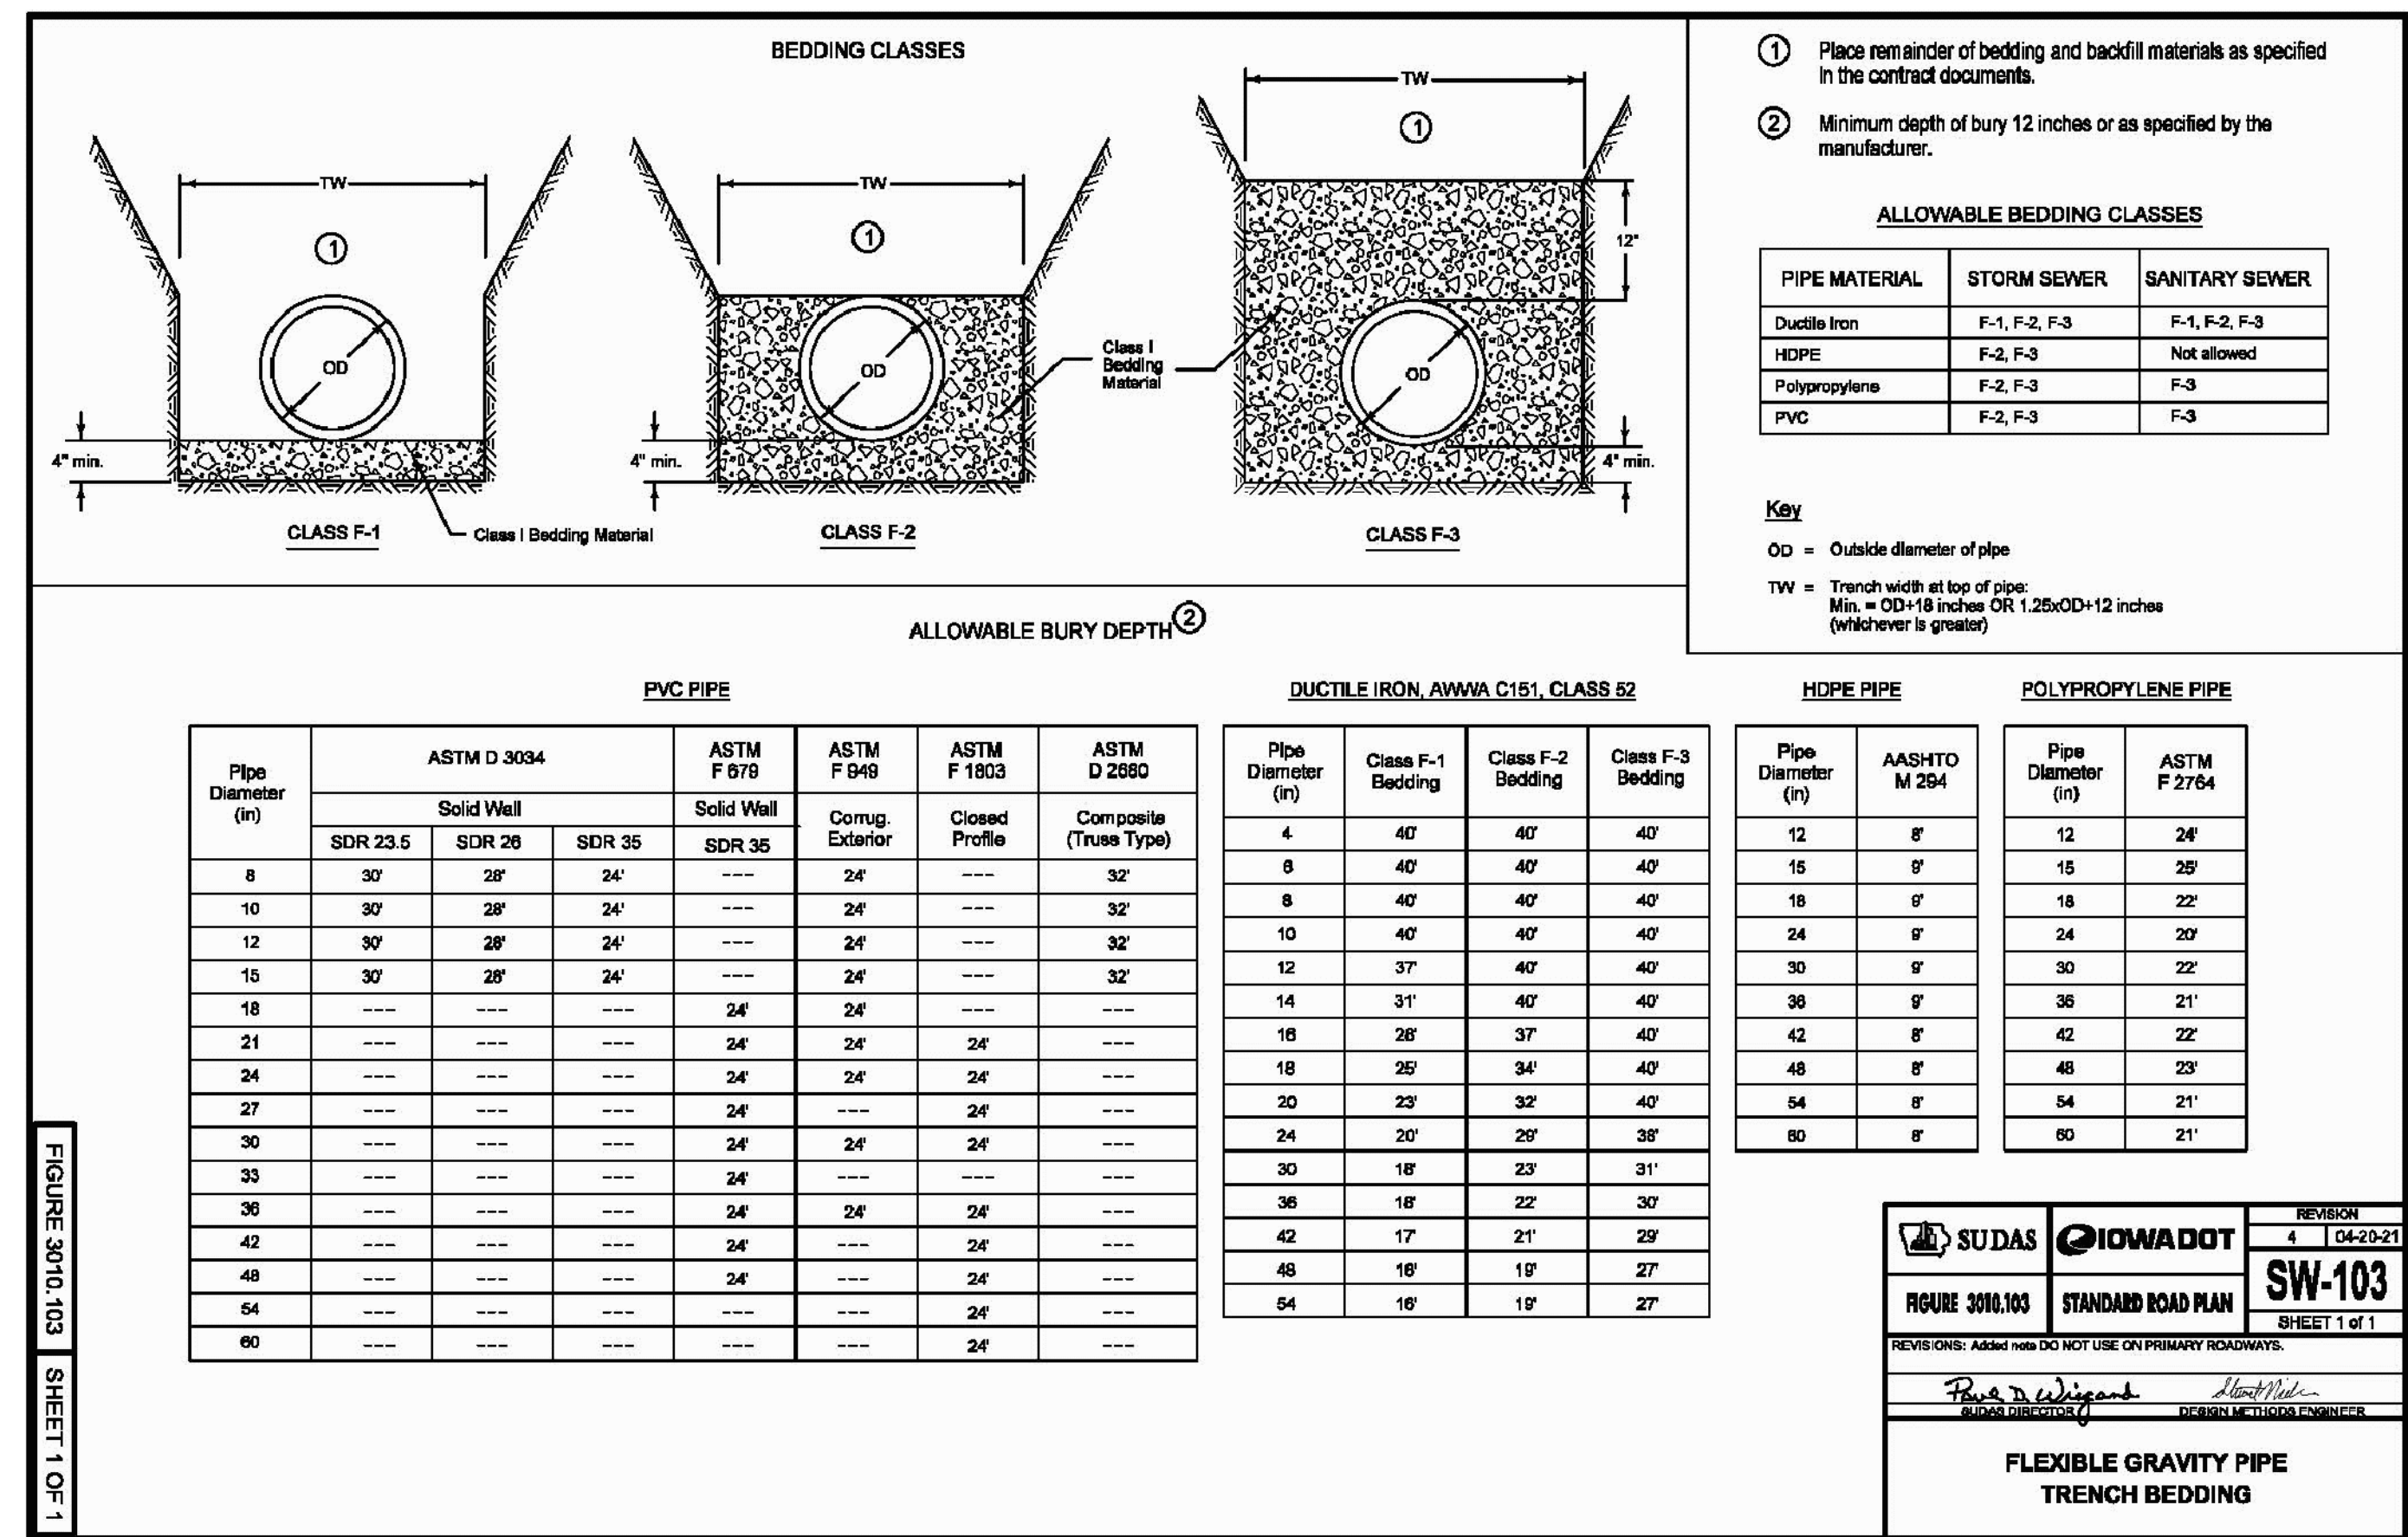 BEDDING CLASSES
TW
1
OD
4" min.
CLASS F-1
Class I Bedding Material
TW
1
OD
4" min.
CLASS F-2
Class I
Bedding
Material
TW
1
12"
OD
4" min.
CLASS F-3
1 Place remainder of bedding and backfill materials as specified
in the contract documents.
2 Minimum depth of bury 12 inches or as specified by the
manufacturer.
ALLOWABLE BEDDING CLASSES
PIPE MATERIAL STORM SEWER SANITARY SEWER
Ductile Iron F-1, F-2, F-3 F-1, F-2, F-3
HDPE F-2, F-3 Not allowed
Polypropylene F-2, F-3 F-3
PVC F-2, F-3 F-3
Key
OD = Outside diameter of pipe
TW = Trench width at top of pipe:
Min. = OD+18 inches OR 1.25xOD+12 inches
(whichever is greater)
ALLOWABLE BURY DEPTH 2
PVC PIPE
Pipe Diameter (in) ASTM D 3034 ASTM F 679 ASTM F 949 ASTM F 1803 ASTM D 2680
Solid Wall Solid Wall Corrug. Exterior Closed Profile Composite (Truss Type)
SDR 23.5 SDR 26 SDR 35 SDR 35
8 30' 28' 24' --- 24' --- 32'
10 30' 28' 24' --- 24' --- 32'
12 30' 28' 24' --- 24' --- 32'
15 30' 28' 24' --- 24' --- 32'
18 --- --- --- 24' 24' --- ---
21 --- --- --- 24' 24' 24' ---
24 --- --- --- 24' 24' 24' ---
27 --- --- --- 24' --- 24' ---
30 --- --- --- 24' 24' 24' ---
33 --- --- --- 24' --- --- ---
36 --- --- --- 24' 24' 24' ---
42 --- --- --- 24' --- 24' ---
48 --- --- --- 24' --- 24' ---
54 --- --- --- --- --- 24' ---
60 --- --- --- --- --- 24' ---
DUCTILE IRON, AWWA C151, CLASS 52
Pipe Diameter (in) Class F-1 Bedding Class F-2 Bedding Class F-3 Bedding
4 40' 40' 40'
6 40' 40' 40'
8 40' 40' 40'
10 40' 40' 40'
12 37' 40' 40'
14 31' 40' 40'
16 28' 37' 40'
18 25' 34' 40'
20 23' 32' 40'
24 20' 29' 38'
30 18' 23' 31'
36 18' 22' 30'
42 17' 21' 29'
48 16' 19' 27'
54 16' 19' 27'
HDPE PIPE
Pipe Diameter (in) AASHTO M 294
12 8'
15 9'
18 9'
24 9'
30 9'
36 9'
42 8'
48 8'
54 8'
60 8'
POLYPROPYLENE PIPE
Pipe Diameter (in) ASTM F 2764
12 24'
15 25'
18 22'
24 20'
30 22'
36 21'
42 22'
48 23'
54 21'
60 21'
FIGURE 3010.103 SHEET 1 OF 1
SUDAS IOWADOT
REVISION
4 04-20-21
FIGURE 3010.103 STANDARD ROAD PLAN
SW-103
SHEET 1 of 1
REVISIONS: Added note DO NOT USE ON PRIMARY ROADWAYS.
Paul D. Wiegand
SUDAS DIRECTOR DESIGN METHODS ENGINEER
FLEXIBLE GRAVITY PIPE
TRENCH BEDDING